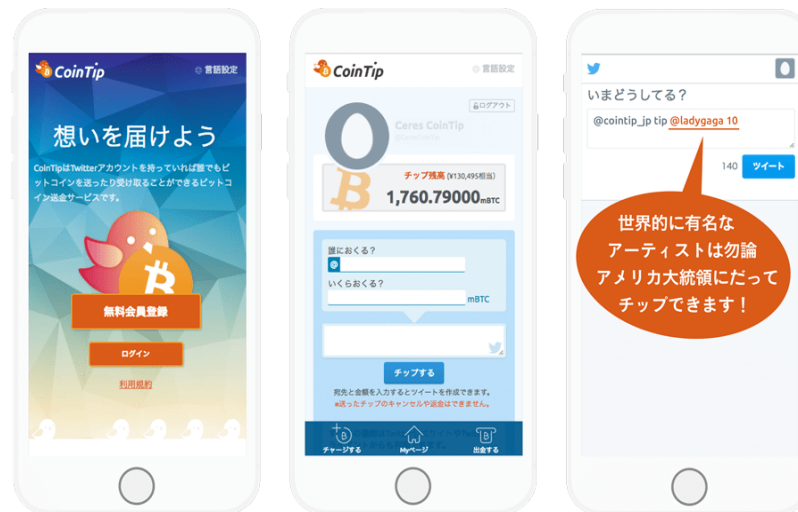 CoinTip
言語設定
想いを届けよう
CoinTipはTwitterアカウントを持っていれば誰でもビ
ットコインを送ったり受け取ることができるビットコ
イン送金サービスです。
無料会員登録
ログイン
利用規約
CoinTip
言語設定
ログアウト
Ceres CoinTip
チップ残高 (¥130,495相当)
1,760.79000mBTC
誰におくる?
@
いくらおくる?
mBTC
チップする
宛先と金額を入力するとツイートを作成できます。
※送ったチップのキャンセルや返金はできません。
チャージする
Myページ
出金する
いまどうしてる?
@cointip_jp tip @ladygaga 10
140
ツイート
世界的に有名な
アーティストは勿論
アメリカ大統領にだって
チップできます!